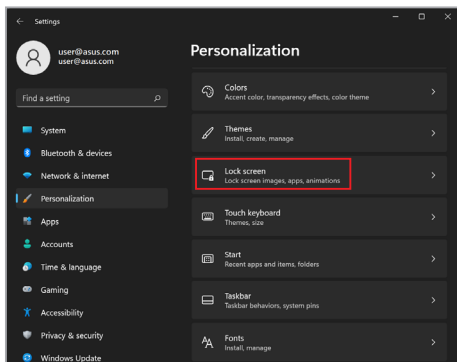 Settings
user@asus.com
user@asus.com
Find a setting
System
Bluetooth & devices
Network & internet
Personalization
Apps
Accounts
Time & language
Gaming
Accessibility
Privacy & security
Windows Update
Personalization
Colors
Accent color, transparency effects, color theme
Themes
Install, create, manage
Lock screen
Lock screen images, apps, animations
Touch keyboard
Themes, size
Start
Recent apps and items, folders
Taskbar
Taskbar behaviors, system pins
Fonts
Install, manage